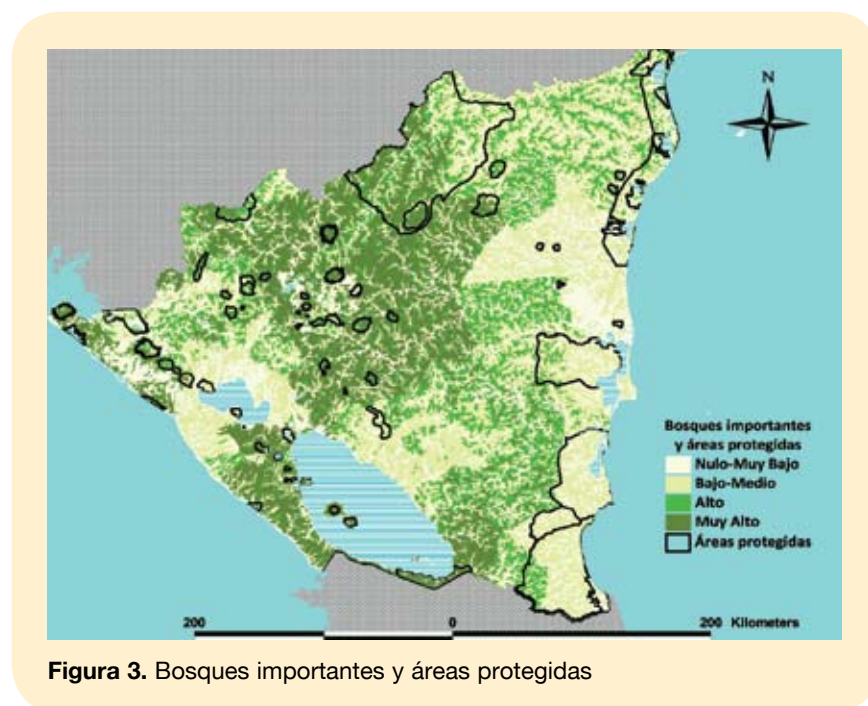 N
Bosques importantes
y áreas protegidas
Nulo-Muy Bajo
Bajo-Medio
Alto
Muy Alto
Áreas protegidas
200 0 200 Kilometers
Figura 3. Bosques importantes y áreas protegidas